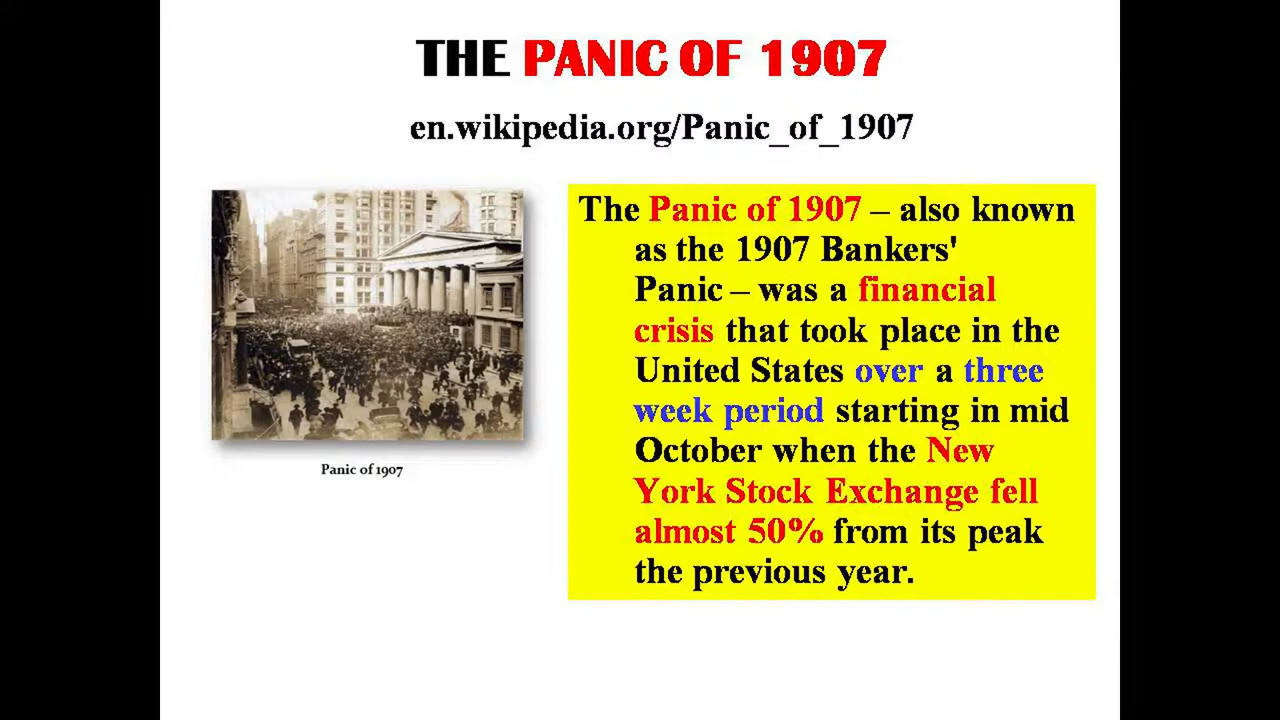 THE PANIC OF 1907
en.wikipedia.org/Panic_of_1907
The Panic of 1907 – also known
as the 1907 Bankers'
Panic – was a financial
crisis that took place in the
United States over a three
week period starting in mid
October when the New
York Stock Exchange fell
almost 50% from its peak
the previous year.
Panic of 1907